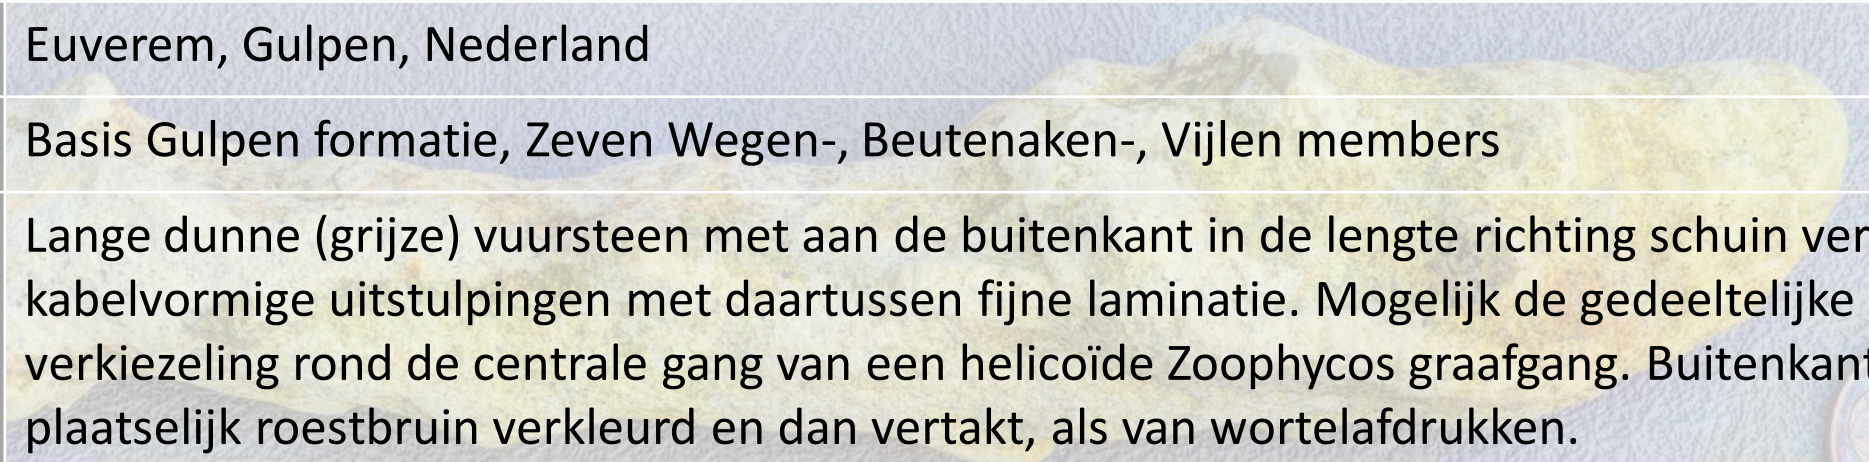 Euverem, Gulpen, Nederland
Basis Gulpen formatie, Zeven Wegen-, Beutenaken-, Vijlen members
Lange dunne (grijze) vuursteen met aan de buitenkant in de lengte richting schuin
kabelvormige uitstulpingen met daartussen fijne laminatie. Mogelijk de gedeeltelijke
verkiezeling rond de centrale gang van een helicoïde Zoophycos graafgang. Buitenkant
plaatselijk roestbruin verkleurd en dan vertakt, als van wortelafdrukken.